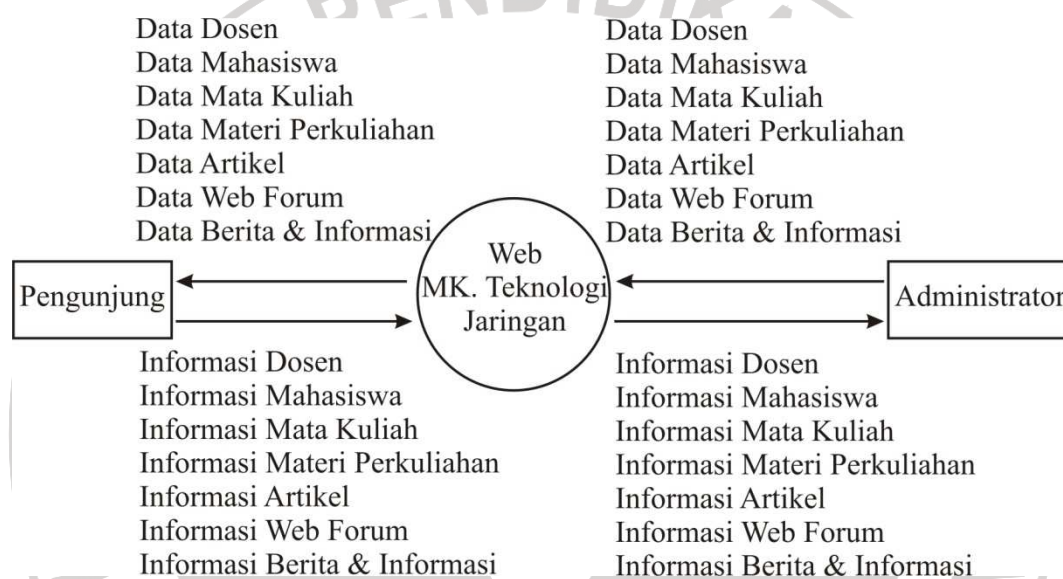 PENDIDIKA
Data Dosen
Data Mahasiswa
Data Mata Kuliah
Data Materi Perkuliahan
Data Artikel
Data Web Forum
Data Berita & Informasi
Data Dosen
Data Mahasiswa
Data Mata Kuliah
Data Materi Perkuliahan
Data Artikel
Data Web Forum
Data Berita & Informasi
Pengunjung
Web
MK. Teknologi
Jaringan
Administrator
Informasi Dosen
Informasi Mahasiswa
Informasi Mata Kuliah
Informasi Materi Perkuliahan
Informasi Artikel
Informasi Web Forum
Informasi Berita & Informasi
Informasi Dosen
Informasi Mahasiswa
Informasi Mata Kuliah
Informasi Materi Perkuliahan
Informasi Artikel
Informasi Web Forum
Informasi Berita & Informasi